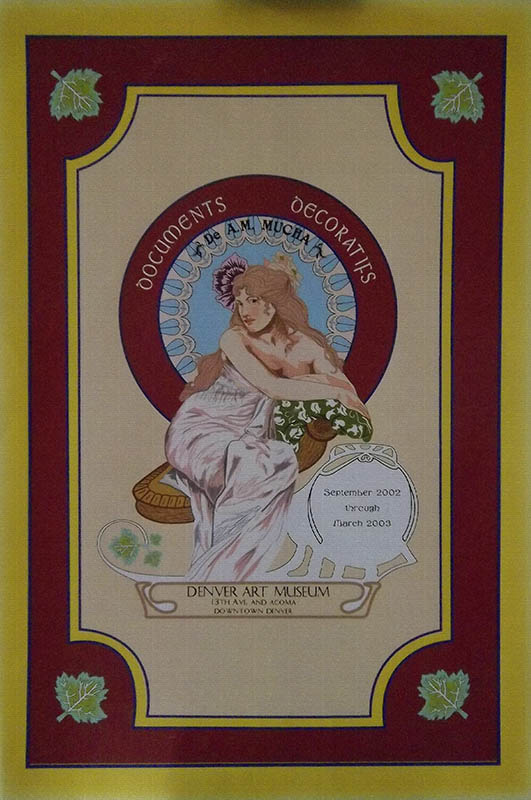 DOCUMENTS DECORATIFS
De A.M. MUCHA
September 2002
through
March 2003
DENVER ART MUSEUM
13TH AVE. AND ACOMA
DOWNTOWN DENVER